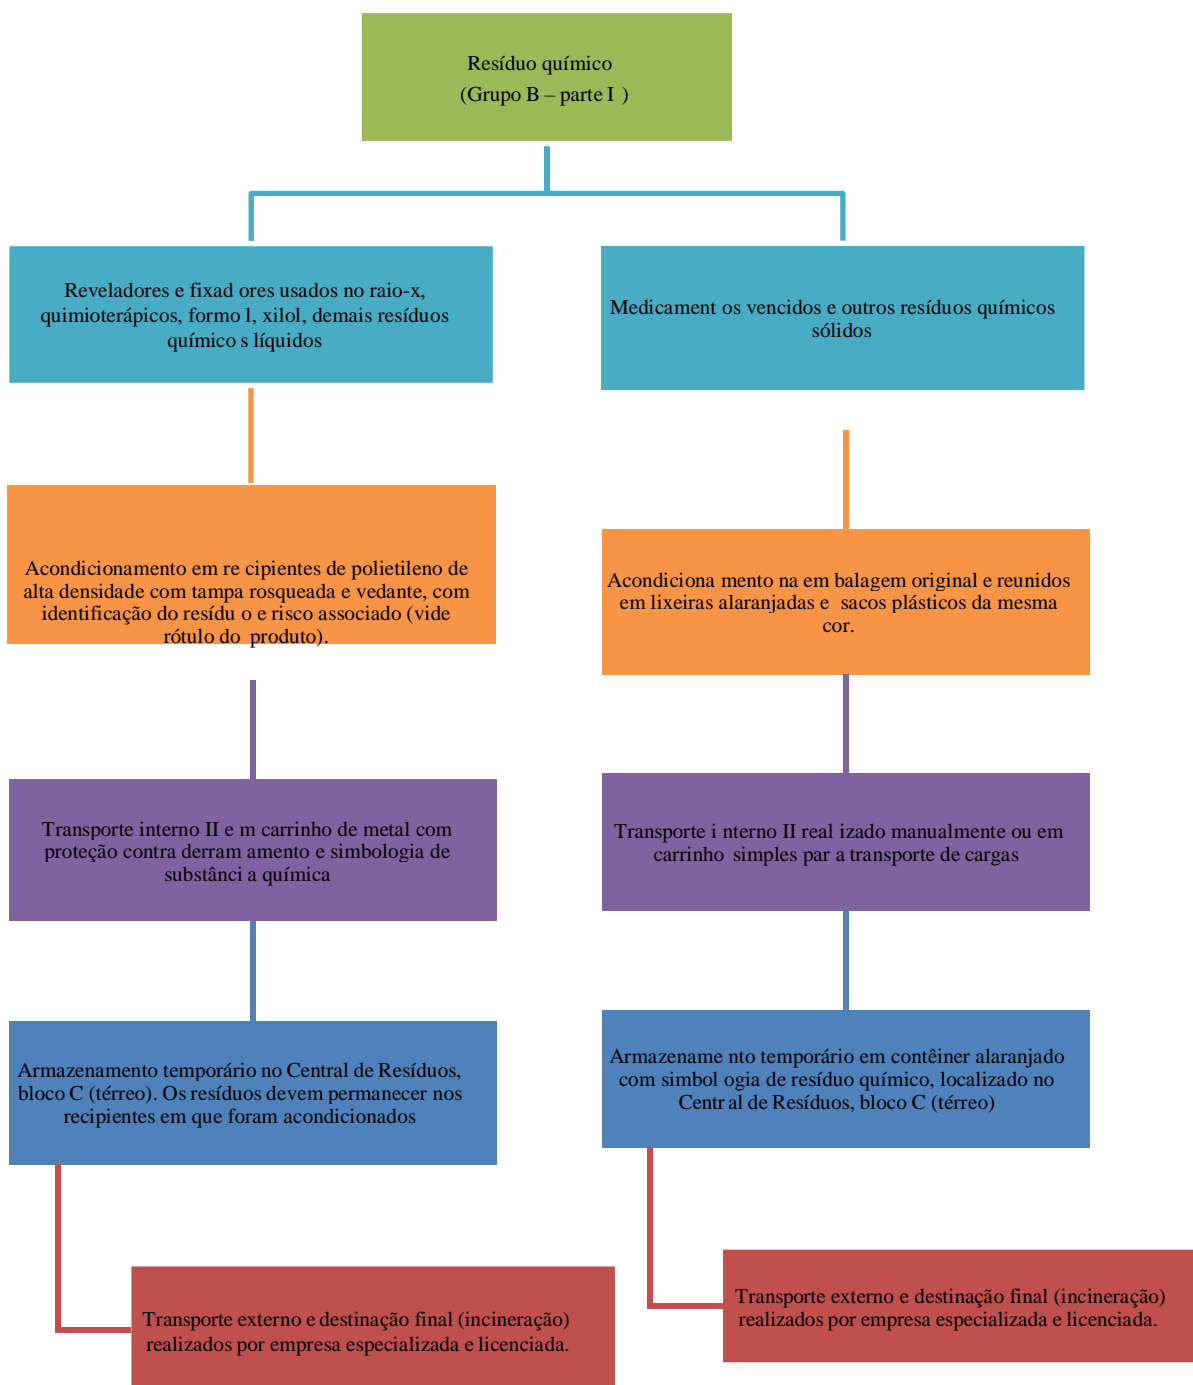 Resíduo químico
(Grupo B – parte I )
Reveladores e fixad ores usados no raio-x,
quimioterápicos, formo l, xilol, demais resíduos
químico s líquidos
Medicament os vencidos e outros resíduos químicos
sólidos
Acondicionamento em re cipientes de polietileno de
alta densidade com tampa rosqueada e vedante, com
identificação do resídu o e risco associado (vide
rótulo do produto).
Acondiciona mento na em balagem original e reunidos
em lixeiras alaranjadas e sacos plásticos da mesma
cor.
Transporte interno II e m carrinho de metal com
proteção contra derram amento e simbologia de
substânci a química
Transporte i nterno II real izado manualmente ou em
carrinho simples par a transporte de cargas
Armazenamento temporário no Central de Resíduos,
bloco C (térreo). Os resíduos devem permanecer nos
recipientes em que foram acondicionados
Armazename nto temporário em contêiner alaranjado
com simbol ogia de resíduo químico, localizado no
Centr al de Resíduos, bloco C (térreo)
Transporte externo e destinação final (incineração)
realizados por empresa especializada e licenciada.
Transporte externo e destinação final (incineração)
realizados por empresa especializada e licenciada.